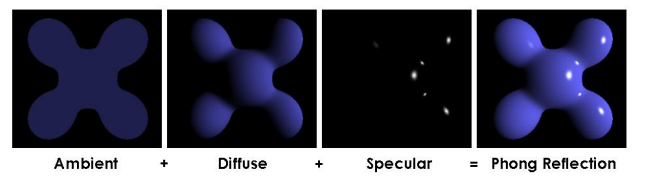 Ambient + Diffuse + Specular = Phong Reflection